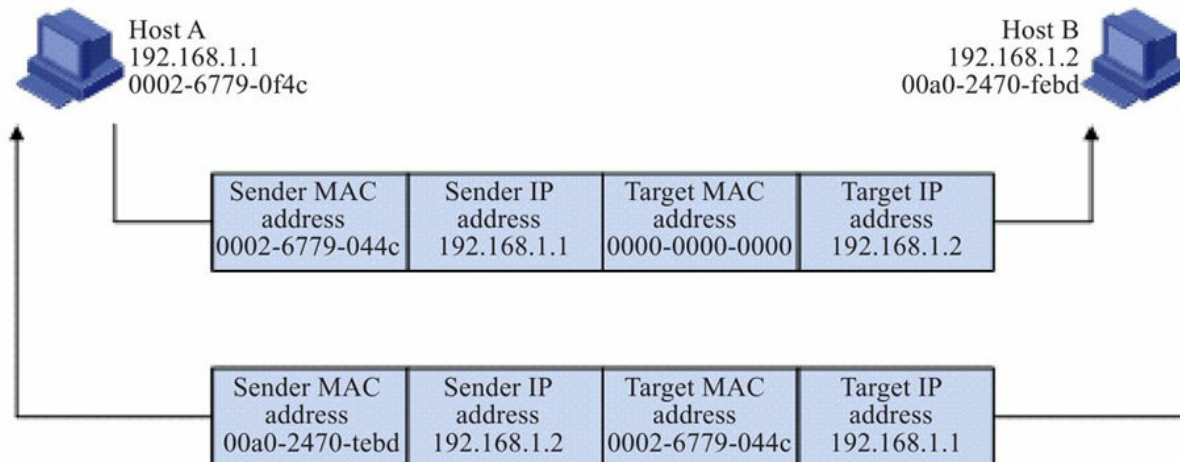 Host A
192.168.1.1
0002-6779-0f4c
Host B
192.168.1.2
00a0-2470-febd
Sender MAC
address
0002-6779-044c
Sender IP
address
192.168.1.1
Target MAC
address
0000-0000-0000
Target IP
address
192.168.1.2
Sender MAC
address
00a0-2470-tebd
Sender IP
address
192.168.1.2
Target MAC
address
0002-6779-044c
Target IP
address
192.168.1.1